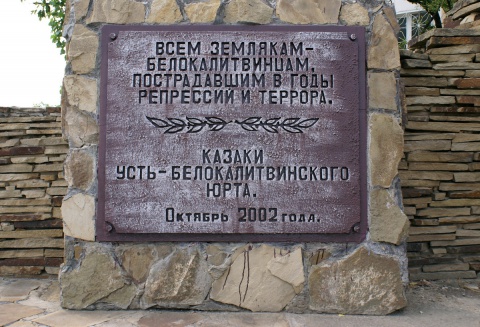 ВСЕМ ЗЕМЛЯКАМ-
БЕЛОКАЛИТВИНЦАМ,
ПОСТРАДАВШИМ В ГОДЫ
РЕПРЕССИЙ И ТЕРРОРА.
КАЗАКИ
УСТЬ-БЕЛОКАЛИТВИНСКОГО
ЮРТА.
ОКТЯБРЬ 2002 ГОДА.